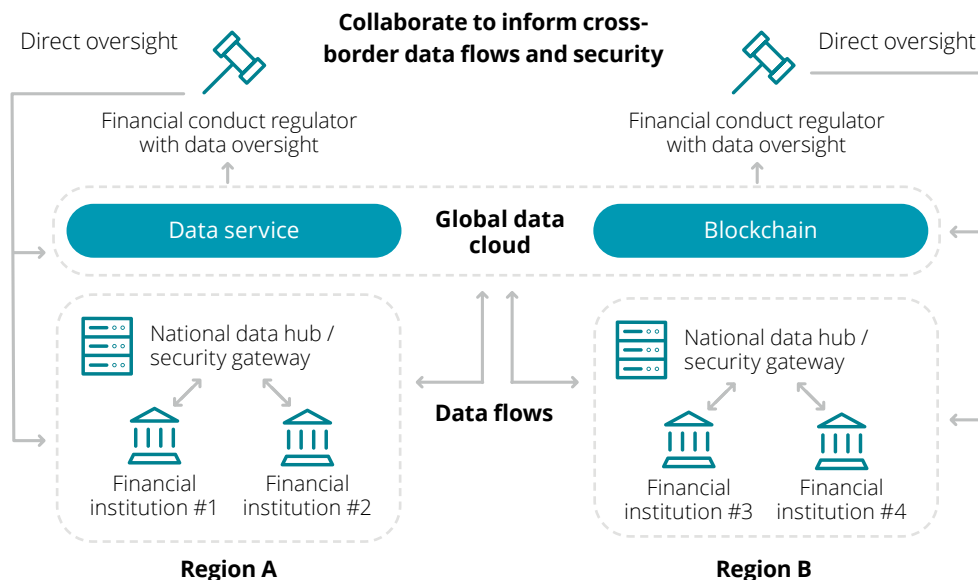 Direct oversight
Collaborate to inform cross-
border data flows and security
Direct oversight
Financial conduct regulator
with data oversight
Financial conduct regulator
with data oversight
Data service
Global data
cloud
Blockchain
National data hub /
security gateway
National data hub /
security gateway
Data flows
Financial
institution #1
Financial
institution #2
Financial
institution #3
Financial
institution #4
Region A
Region B